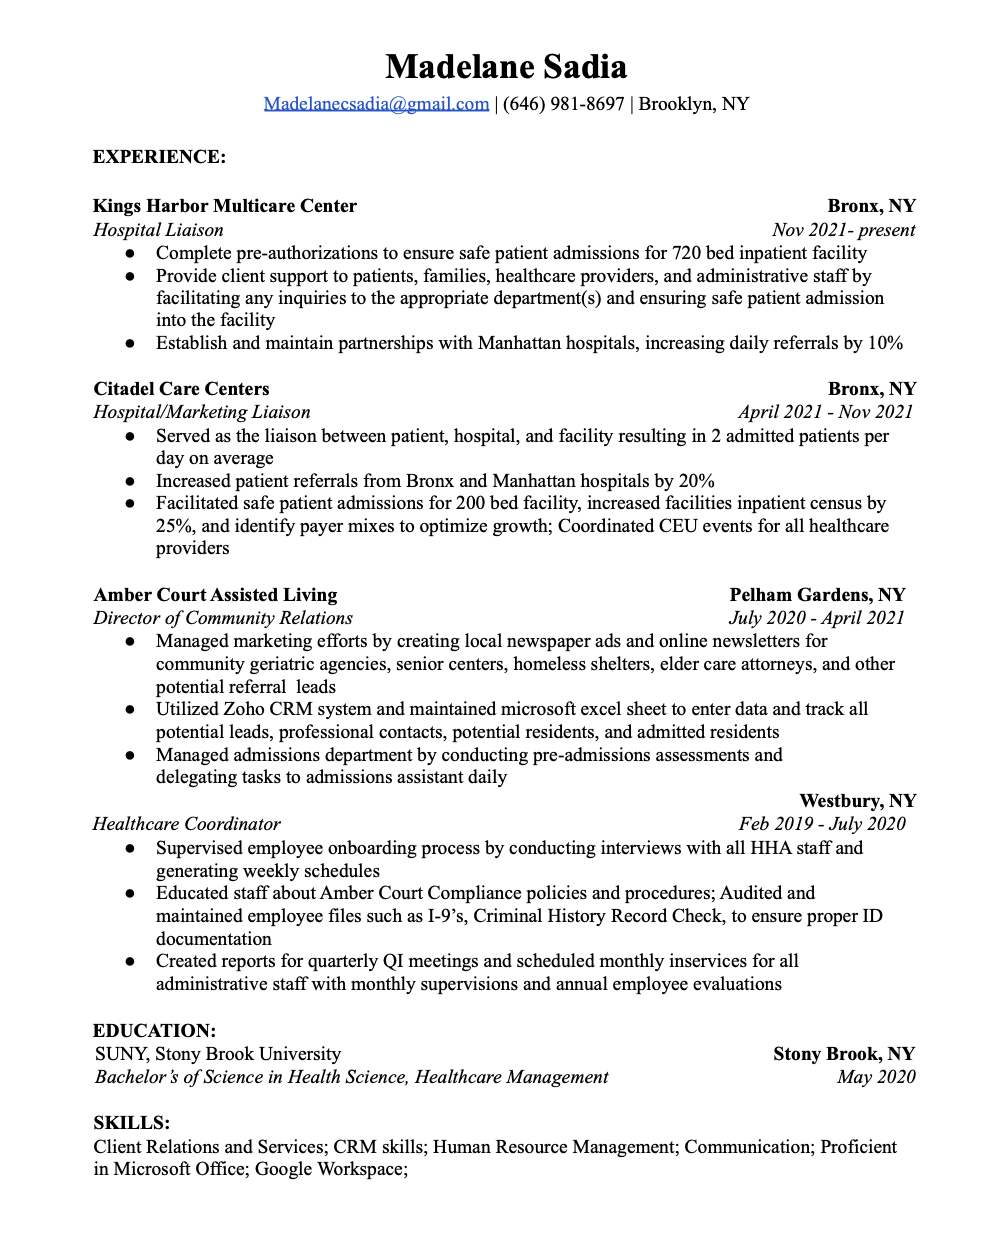 Madelane Sadia
Madelanecsadia@gmail.com | (646) 981-8697 | Brooklyn, NY
EXPERIENCE:
Kings Harbor Multicare Center Bronx, NY
Hospital Liaison Nov 2021- present
● Complete pre-authorizations to ensure safe patient admissions for 720 bed inpatient facility
● Provide client support to patients, families, healthcare providers, and administrative staff by
facilitating any inquiries to the appropriate department(s) and ensuring safe patient admission
into the facility
● Establish and maintain partnerships with Manhattan hospitals, increasing daily referrals by 10%
Citadel Care Centers Bronx, NY
Hospital/Marketing Liaison April 2021 - Nov 2021
● Served as the liaison between patient, hospital, and facility resulting in 2 admitted patients per
day on average
● Increased patient referrals from Bronx and Manhattan hospitals by 20%
● Facilitated safe patient admissions for 200 bed facility, increased facilities inpatient census by
25%, and identify payer mixes to optimize growth; Coordinated CEU events for all healthcare
providers
Amber Court Assisted Living Pelham Gardens, NY
Director of Community Relations July 2020 - April 2021
● Managed marketing efforts by creating local newspaper ads and online newsletters for
community geriatric agencies, senior centers, homeless shelters, elder care attorneys, and other
potential referral  leads
● Utilized Zoho CRM system and maintained microsoft excel sheet to enter data and track all
potential leads, professional contacts, potential residents, and admitted residents
● Managed admissions department by conducting pre-admissions assessments and
delegating tasks to admissions assistant daily
Westbury, NY
Healthcare Coordinator Feb 2019 - July 2020
● Supervised employee onboarding process by conducting interviews with all HHA staff and
generating weekly schedules
● Educated staff about Amber Court Compliance policies and procedures; Audited and
maintained employee files such as I-9’s, Criminal History Record Check, to ensure proper ID
documentation
● Created reports for quarterly QI meetings and scheduled monthly inservices for all
administrative staff with monthly supervisions and annual employee evaluations
EDUCATION:
SUNY, Stony Brook University Stony Brook, NY
Bachelor’s of Science in Health Science, Healthcare Management May 2020
SKILLS:
Client Relations and Services; CRM skills; Human Resource Management; Communication; Proficient
in Microsoft Office; Google Workspace;